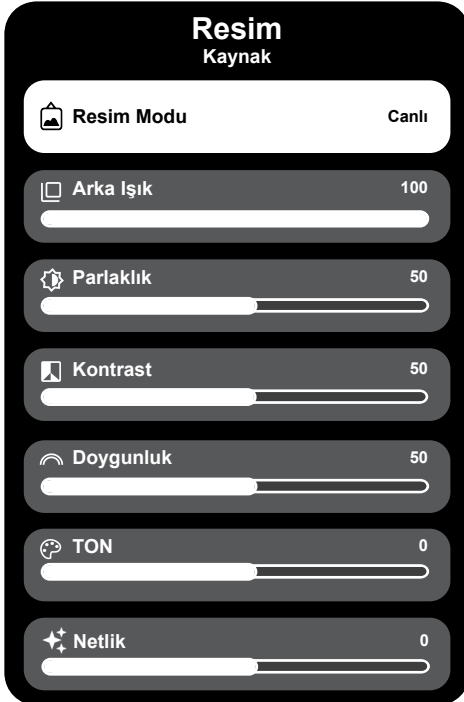 Resim
Kaynak
Resim Modu Canlı
Arka Işık 100
Parlaklık 50
Kontrast 50
Doygunluk 50
TON 0
Netlik 0